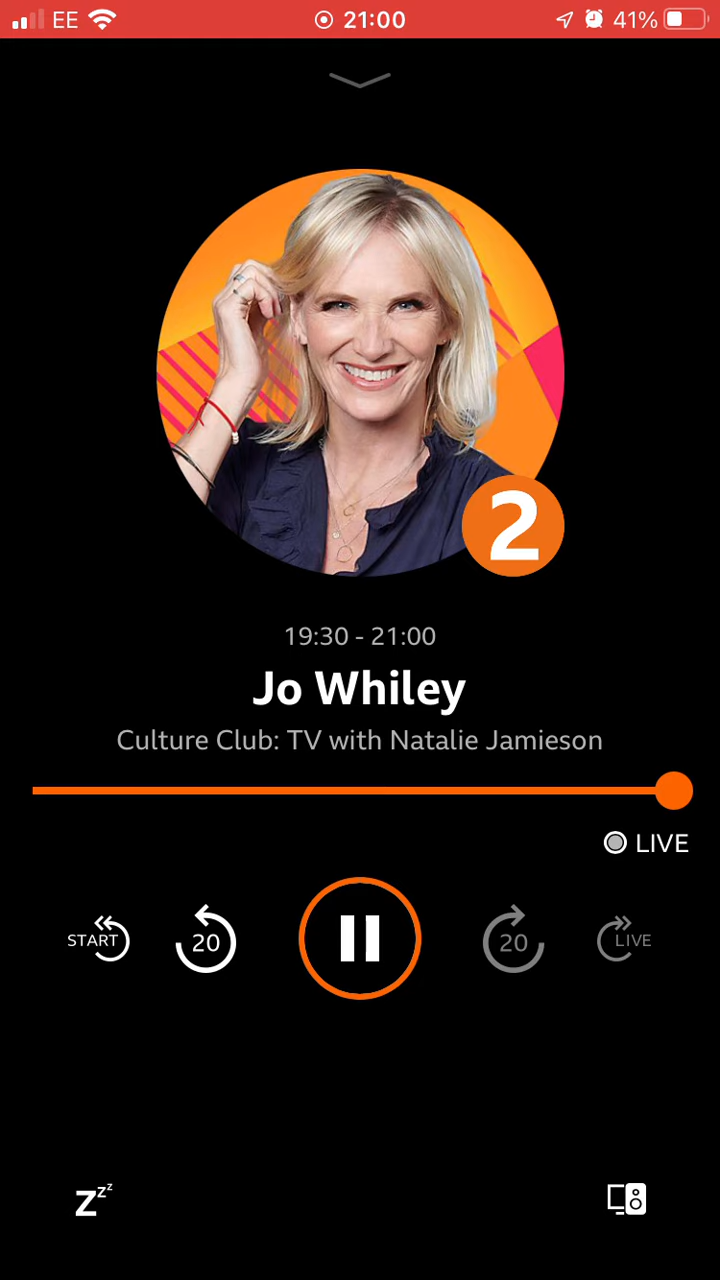 EE 21:00 41%
2
19:30 - 21:00
Jo Whiley
Culture Club: TV with Natalie Jamieson
LIVE
START 20 20 LIVE
Zzz